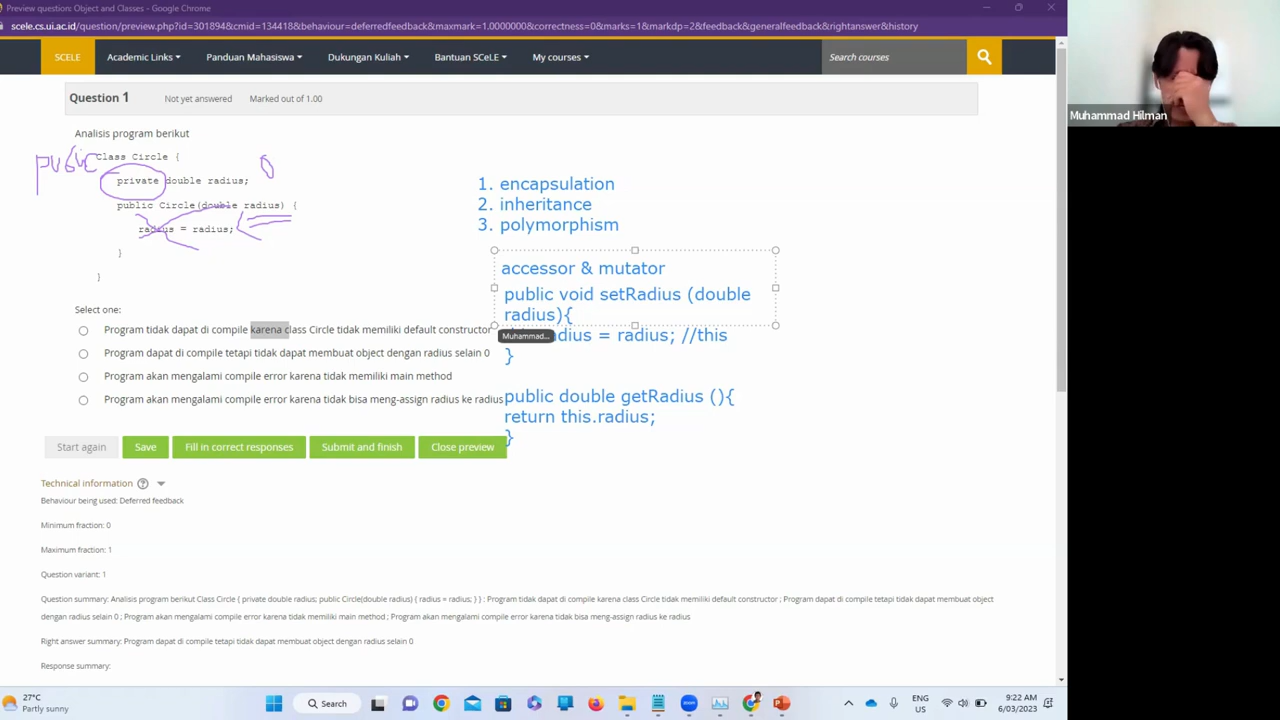 Preview question: Object and Classes - Google Chrome
scele.cs.ui.ac.id/question/preview.php?id=301894&cmid=134418&behaviour=deferredfeedback&maxmark=1.0000000&correctness=0&marks=1&markdp=2&feedback&generalfeedback&rightanswer&history
SCELE Academic Links Panduan Mahasiswa Dukungan Kuliah Bantuan SCeLE My courses Search courses
Muhammad Hilman
Question 1 Not yet answered Marked out of 1.00
Analisis program berikut
public Class Circle {
private double radius; 0
public Circle(double radius) {
radius = radius;
}
}
1. encapsulation
2. inheritance
3. polymorphism
accessor & mutator
public void setRadius (double
radius){
Muhammad... adius = radius; //this
}
public double getRadius (){
return this.radius;
}
Select one:
Program tidak dapat di compile karena class Circle tidak memiliki default constructor
Program dapat di compile tetapi tidak dapat membuat object dengan radius selain 0
Program akan mengalami compile error karena tidak memiliki main method
Program akan mengalami compile error karena tidak bisa meng-assign radius ke radius
Start again Save Fill in correct responses Submit and finish Close preview
Technical information
Behaviour being used: Deferred feedback
Minimum fraction: 0
Maximum fraction: 1
Question variant: 1
Question summary: Analisis program berikut Class Circle { private double radius; public Circle(double radius) { radius = radius; } } : Program tidak dapat di compile karena class Circle tidak memiliki default constructor ; Program dapat di compile tetapi tidak dapat membuat object
dengan radius selain 0 ; Program akan mengalami compile error karena tidak memiliki main method ; Program akan mengalami compile error karena tidak bisa meng-assign radius ke radius
Right answer summary: Program dapat di compile tetapi tidak dapat membuat object dengan radius selain 0
Response summary:
27°C
Partly sunny
Search
ENG
US
9:22 AM
6/03/2023